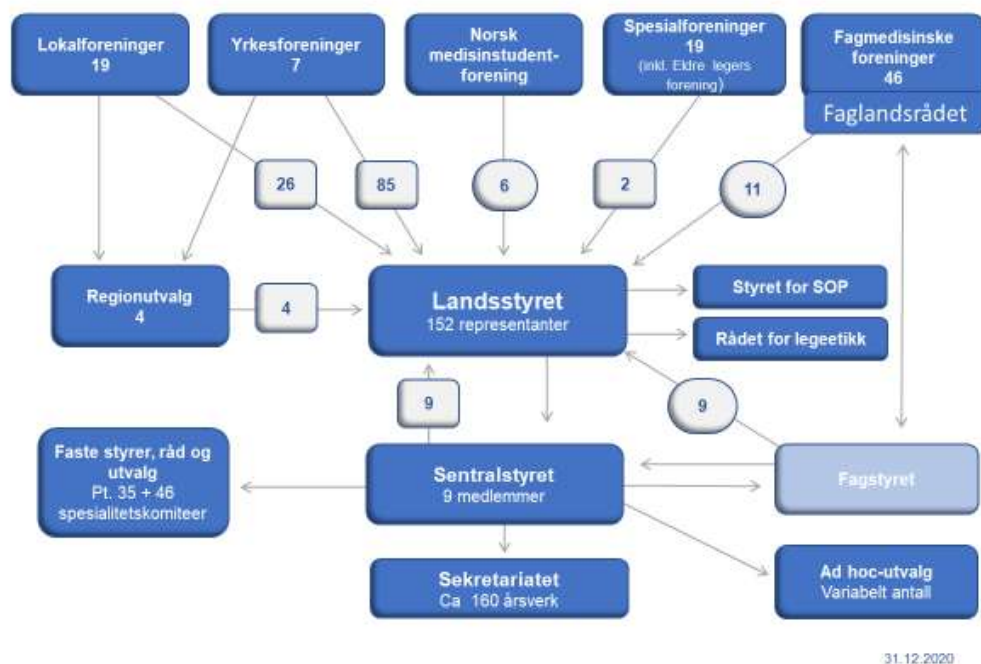 Lokalforeninger
19
Yrkesforeninger
7
Norsk
medisinstudent-
forening
Spesialforeninger
19
(inkl. Eldre legers
forening)
Fagmedisinske
foreninger
46
Faglandsrådet
26
85
6
2
11
Regionutvalg
4
4
Landsstyret
152 representanter
Styret for SOP
Rådet for legeetikk
9
9
Faste styrer, råd og
utvalg
Pt. 35 + 46
spesialitetskomiteer
Sentralstyret
9 medlemmer
Fagstyret
Sekretariatet
Ca 160 årsverk
Ad hoc-utvalg
Variabelt antall
31.12.2020